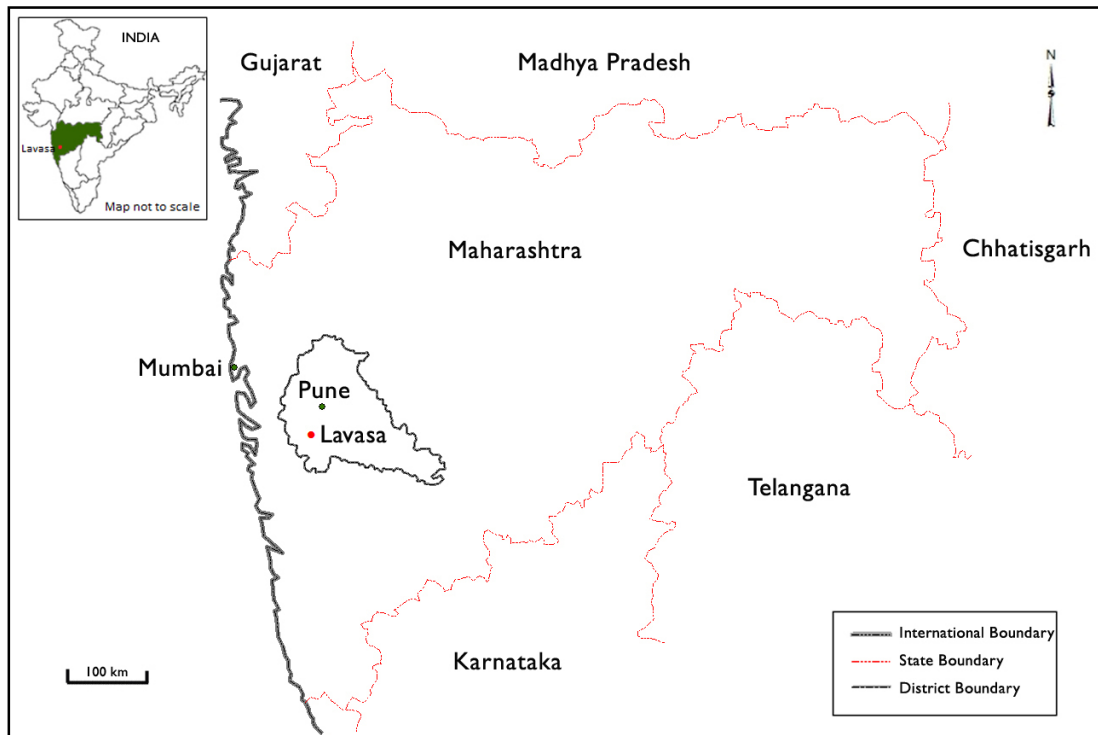 INDIA
Lavasa
Map not to scale
Gujarat
Madhya Pradesh
N
Maharashtra
Chhatisgarh
Mumbai
Pune
Lavasa
Telangana
Karnataka
100 km
International Boundary
State Boundary
District Boundary